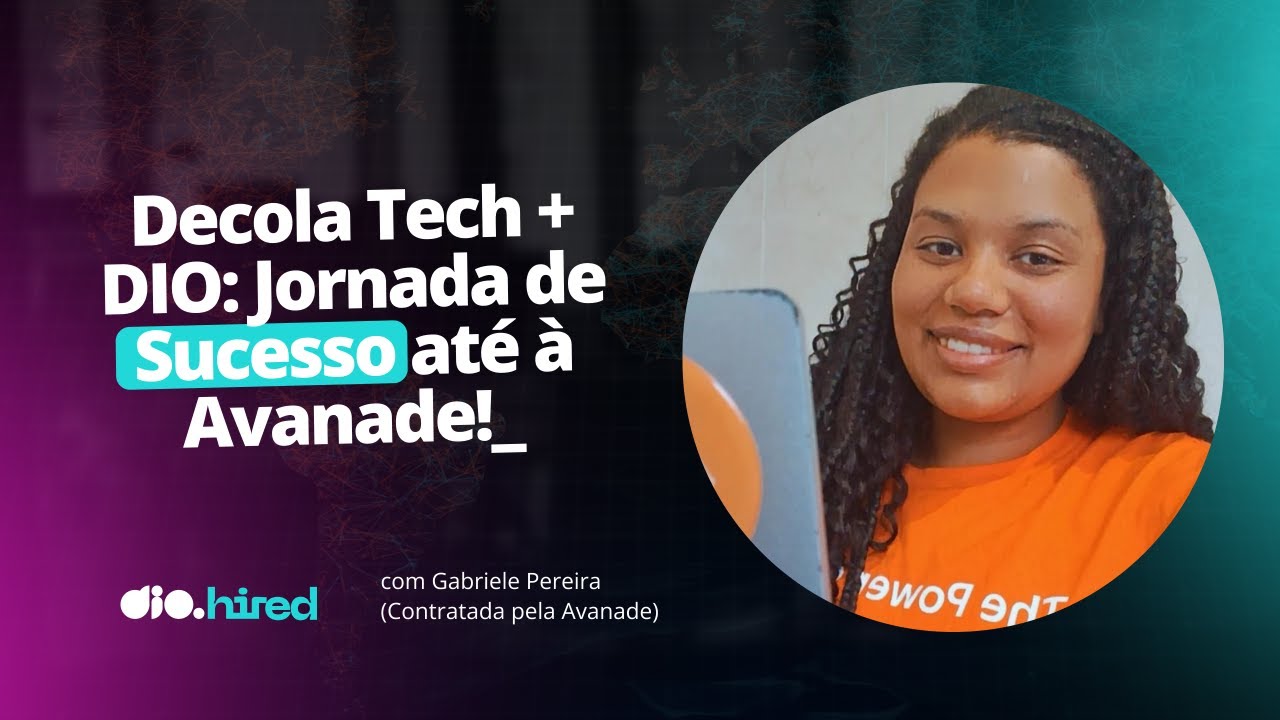 Decola Tech +
DIO: Jornada de
Sucesso até à
Avanade!_
dio.hired
com Gabriele Pereira
(Contratada pela Avanade)
The Power